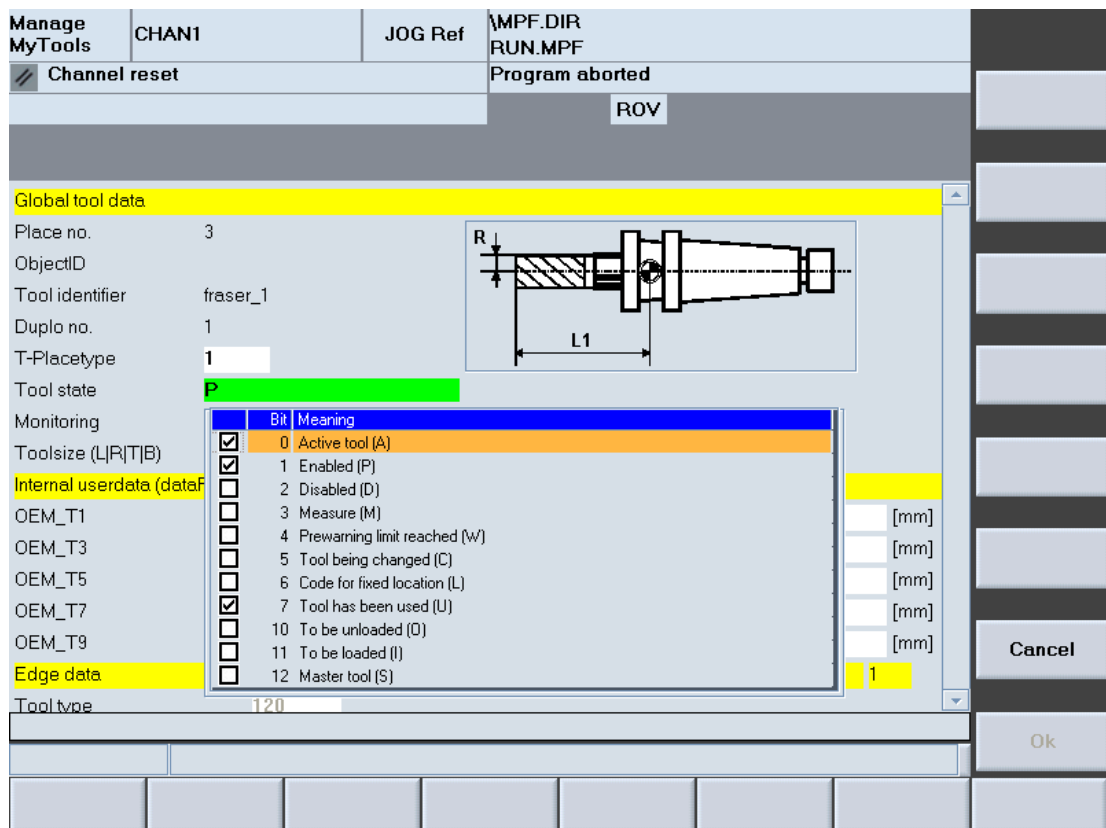 Manage MyTools CHAN1 JOG Ref \MPF.DIR RUN.MPF
Channel reset Program aborted
ROV
Global tool data
Place no. 3
ObjectID
Tool identifier fraser_1
Duplo no. 1
T-Placetype 1
Tool state P
R
L1
Monitoring
Toolsize (L|R|T|B)
Internal userdata (dataF
OEM_T1 [mm]
OEM_T3 [mm]
OEM_T5 [mm]
OEM_T7 [mm]
OEM_T9 [mm]
Edge data 1
Tool type 120
Bit Meaning
0 Active tool (A)
1 Enabled (P)
2 Disabled (D)
3 Measure (M)
4 Prewarning limit reached (W)
5 Tool being changed (C)
6 Code for fixed location (L)
7 Tool has been used (U)
10 To be unloaded (O)
11 To be loaded (I)
12 Master tool (S)
Cancel
Ok